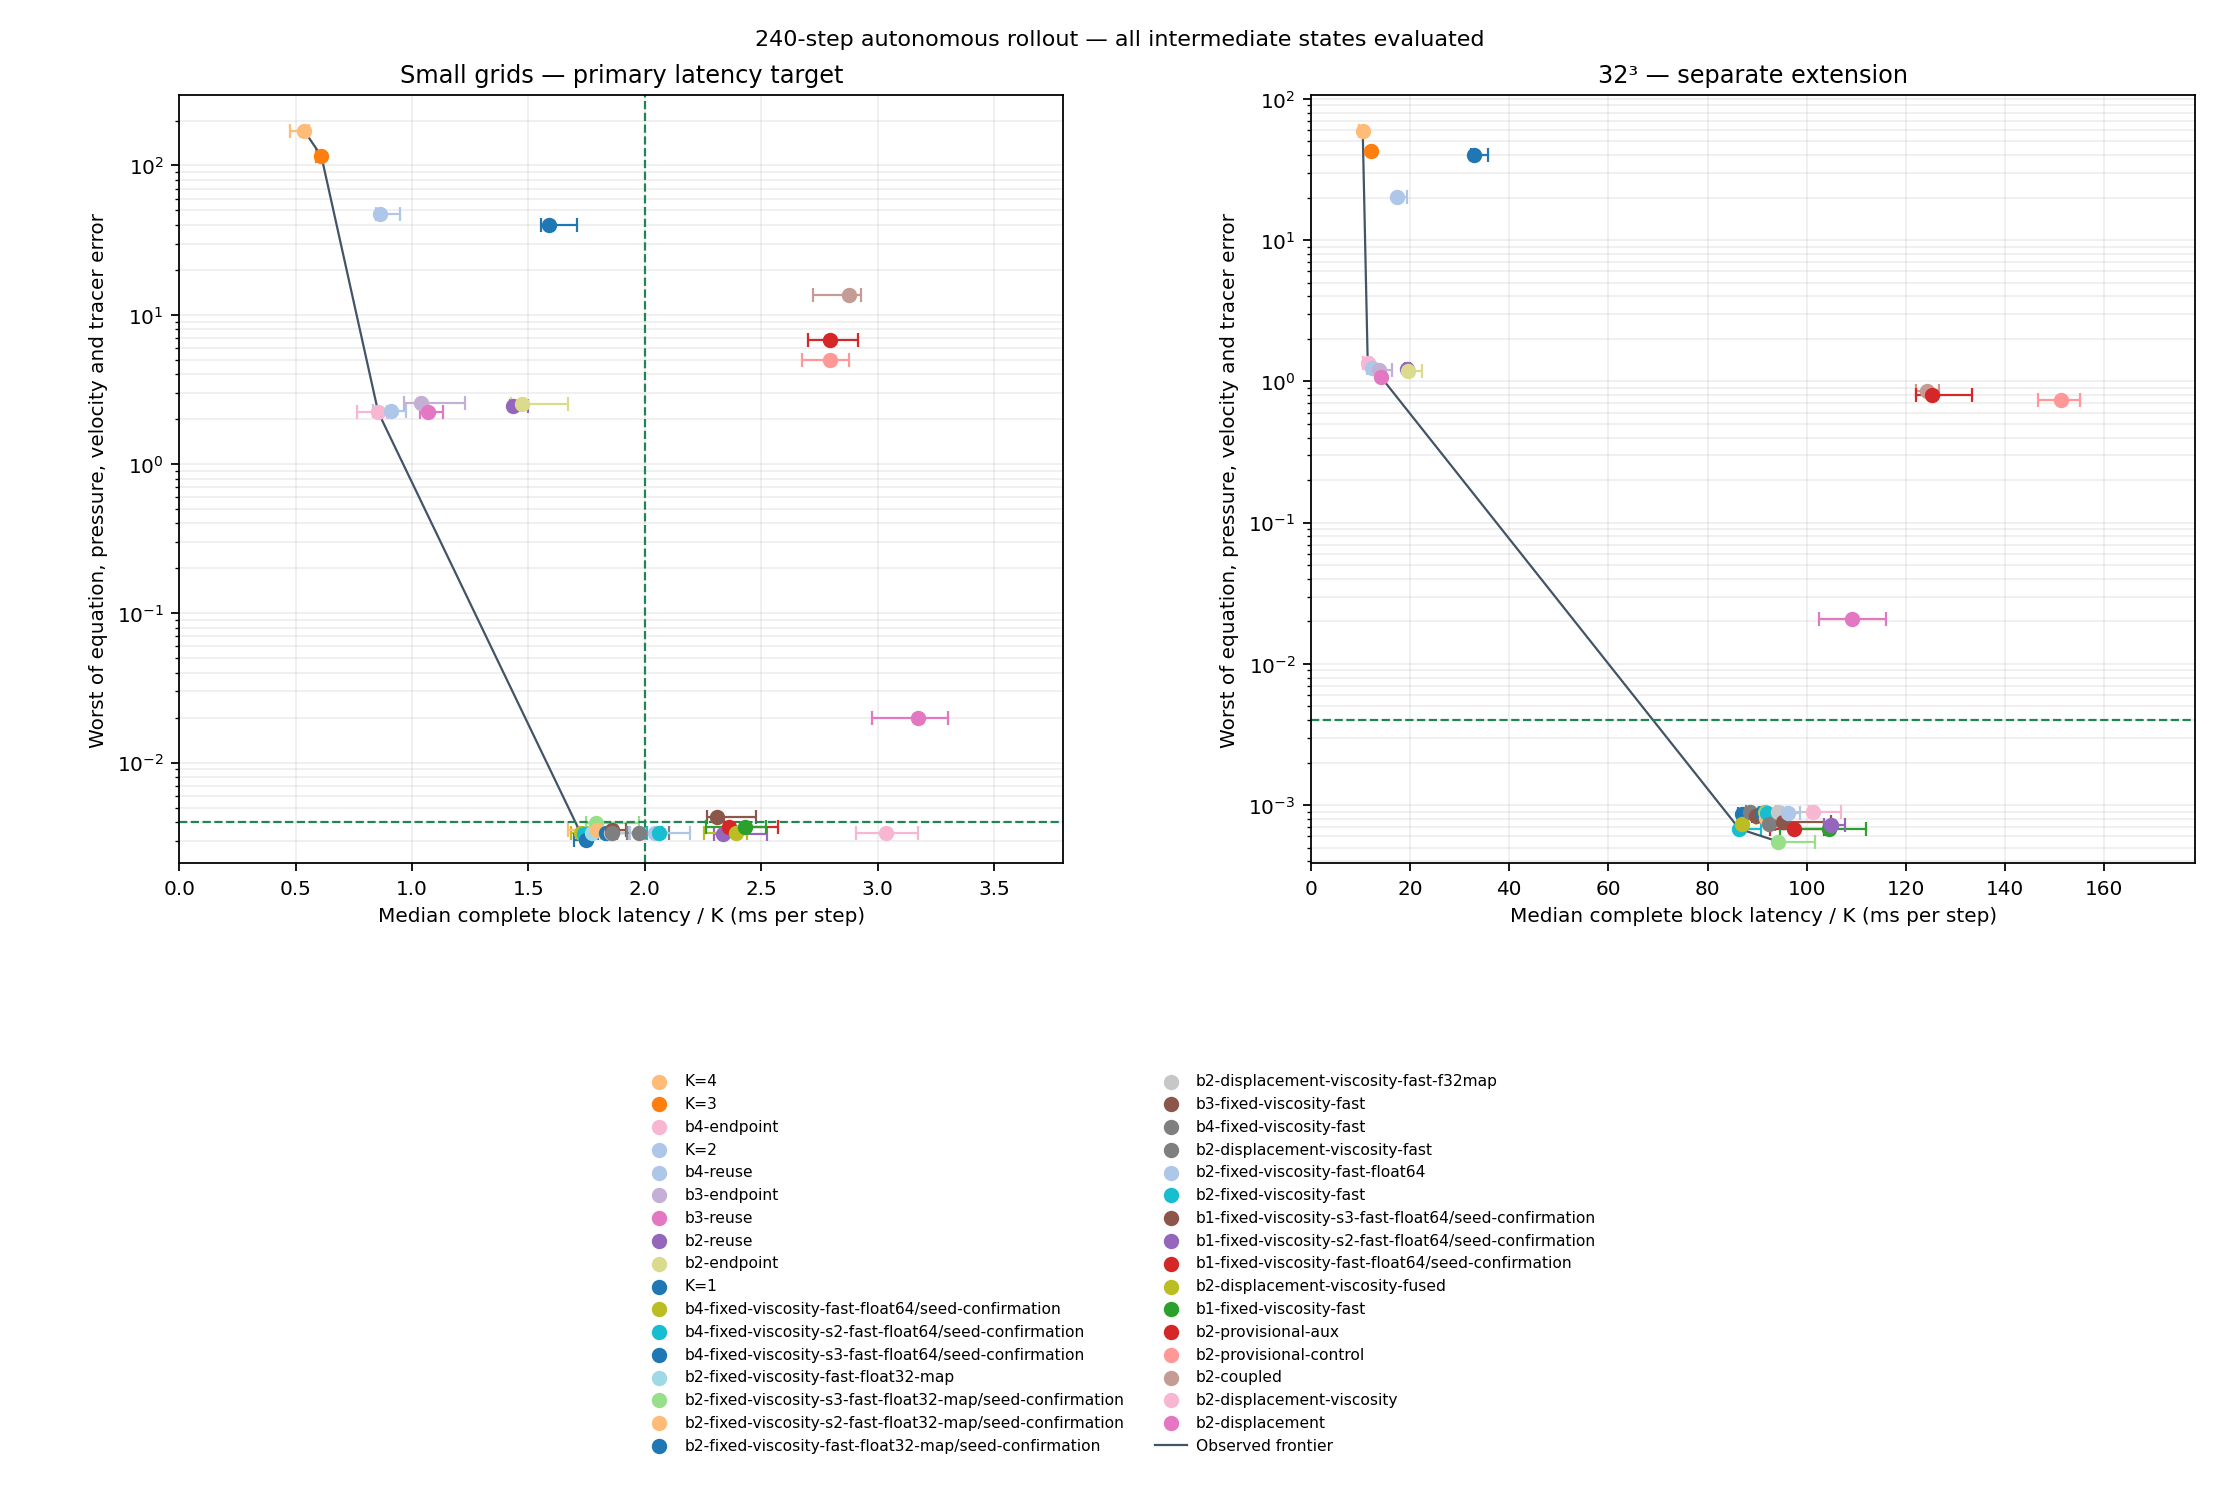 240-step autonomous rollout — all intermediate states evaluated
Small grids — primary latency target
Worst of equation, pressure, velocity and tracer error
10²
10¹
10⁰
10⁻¹
10⁻²
0.0 0.5 1.0 1.5 2.0 2.5 3.0 3.5
Median complete block latency / K (ms per step)
32³ — separate extension
Worst of equation, pressure, velocity and tracer error
10²
10¹
10⁰
10⁻¹
10⁻²
10⁻³
0 20 40 60 80 100 120 140 160
Median complete block latency / K (ms per step)
K=4
K=3
b4-endpoint
K=2
b4-reuse
b3-endpoint
b3-reuse
b2-reuse
b2-endpoint
K=1
b4-fixed-viscosity-fast-float64/seed-confirmation
b4-fixed-viscosity-s2-fast-float64/seed-confirmation
b4-fixed-viscosity-s3-fast-float64/seed-confirmation
b2-fixed-viscosity-fast-float32-map
b2-fixed-viscosity-s3-fast-float32-map/seed-confirmation
b2-fixed-viscosity-s2-fast-float32-map/seed-confirmation
b2-fixed-viscosity-fast-float32-map/seed-confirmation
b2-displacement-viscosity-fast-f32map
b3-fixed-viscosity-fast
b4-fixed-viscosity-fast
b2-displacement-viscosity-fast
b2-fixed-viscosity-fast-float64
b2-fixed-viscosity-fast
b1-fixed-viscosity-s3-fast-float64/seed-confirmation
b1-fixed-viscosity-s2-fast-float64/seed-confirmation
b1-fixed-viscosity-fast-float64/seed-confirmation
b2-displacement-viscosity-fused
b1-fixed-viscosity-fast
b2-provisional-aux
b2-provisional-control
b2-coupled
b2-displacement-viscosity
b2-displacement
Observed frontier